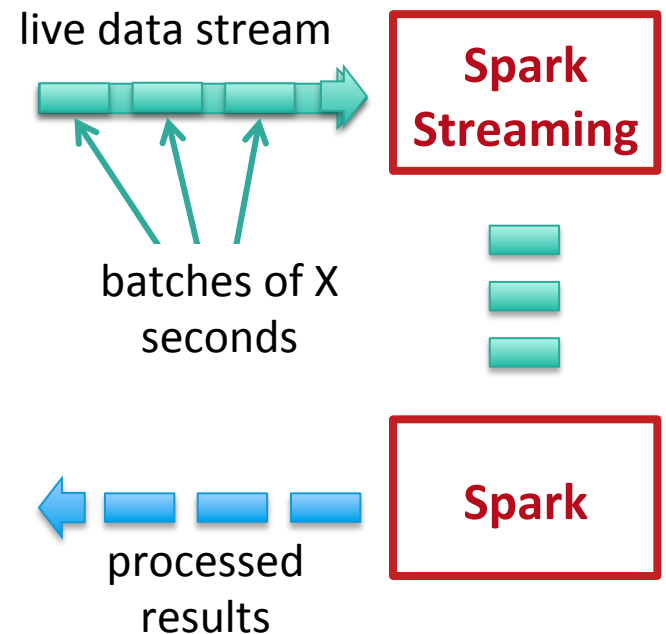 live data stream
Spark
Streaming
batches of X
seconds
Spark
processed
results